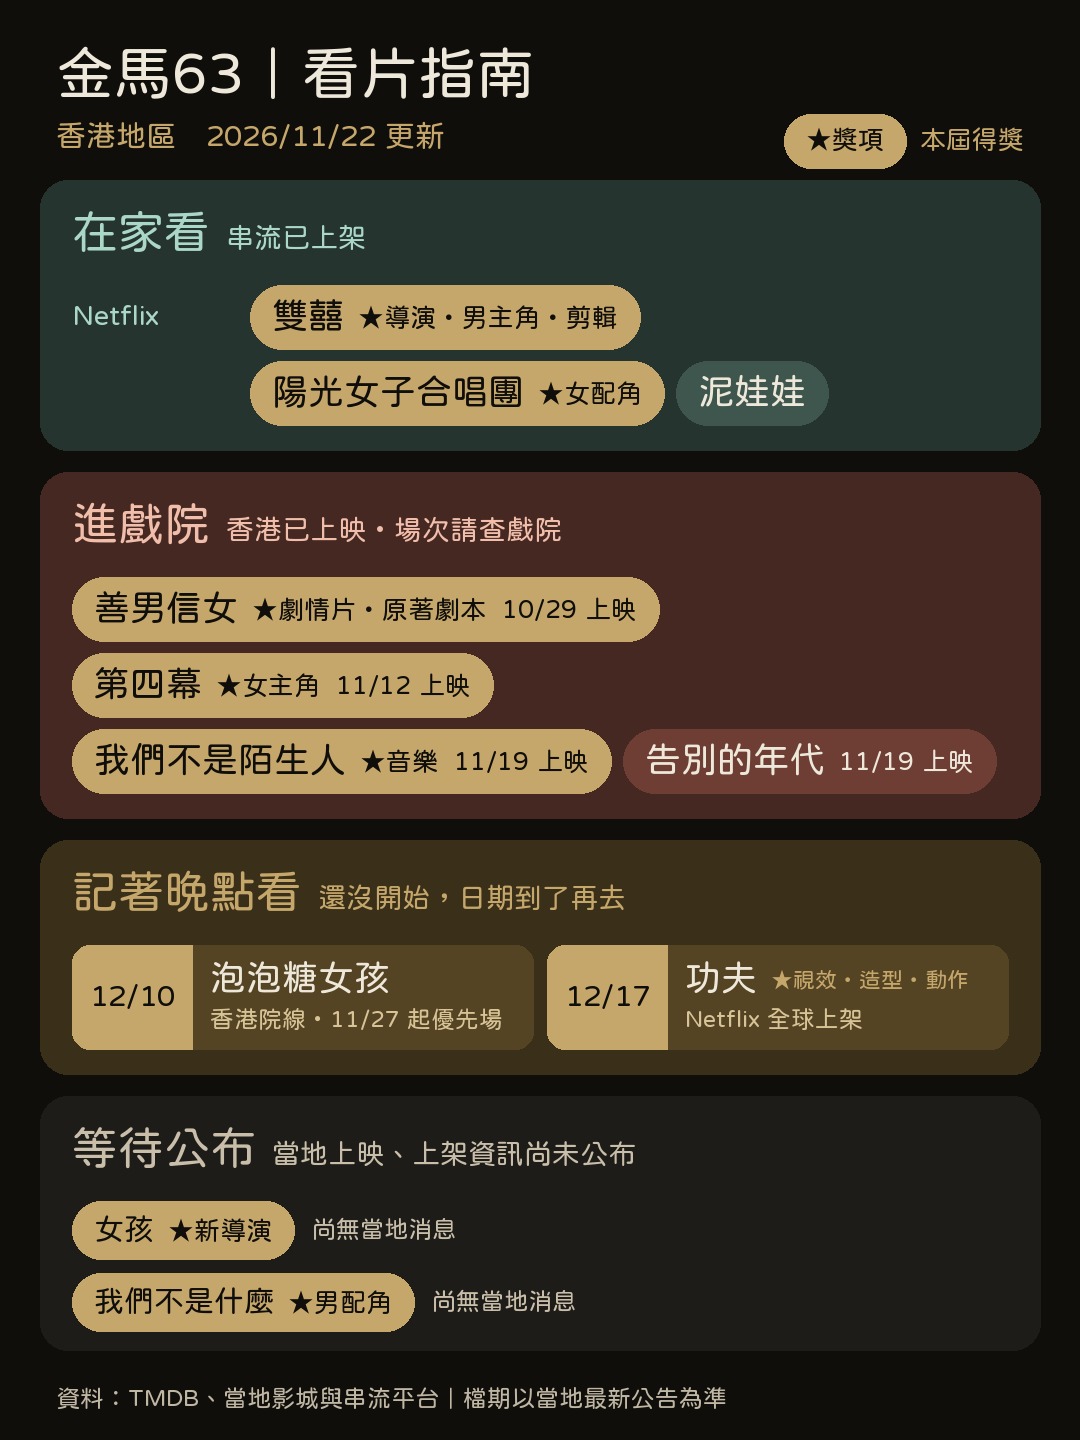 金馬63｜看片指南
香港地區　2026/11/22 更新
★獎項 本屆得獎
在家看 串流已上架
Netflix
雙囍 ★導演・男主角・剪輯
陽光女子合唱團 ★女配角 泥娃娃
進戲院 香港已上映・場次請查戲院
善男信女 ★劇情片・原著劇本 10/29 上映
第四幕 ★女主角 11/12 上映
我們不是陌生人 ★音樂 11/19 上映 告別的年代 11/19 上映
記著晚點看 還沒開始，日期到了再去
12/10 泡泡糖女孩
香港院線・11/27 起優先場
12/17 功夫 ★視效・造型・動作
Netflix 全球上架
等待公布 當地上映、上架資訊尚未公布
女孩 ★新導演 尚無當地消息
我們不是什麼 ★男配角 尚無當地消息
資料：TMDB、當地影城與串流平台｜檔期以當地最新公告為準